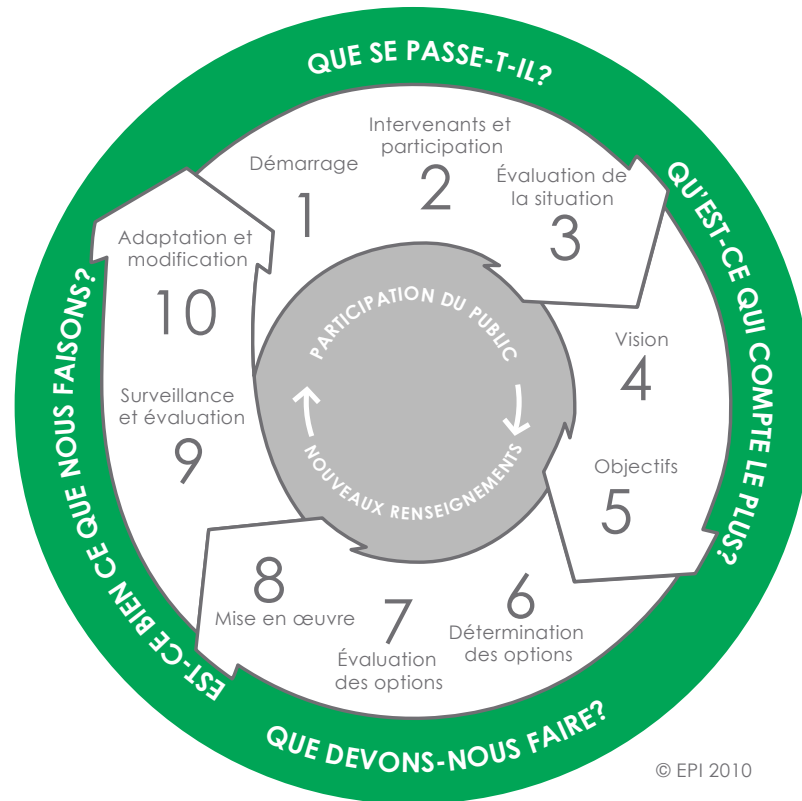 QUE SE PASSE-T-IL?
QU'EST-CE QUI COMPTE LE PLUS?
QUE DEVONS-NOUS FAIRE?
EST-CE BIEN CE QUE NOUS FAISONS?
Démarrage
1
Intervenants et
participation
2
Évaluation de
la situation
3
Vision
4
Objectifs
5
6
Détermination
des options
7
Évaluation
des options
8
Mise en œuvre
Surveillance
et évaluation
9
Adaptation et
modification
10
PARTICIPATION DU PUBLIC
NOUVEAUX RENSEIGNEMENTS
© EPI 2010